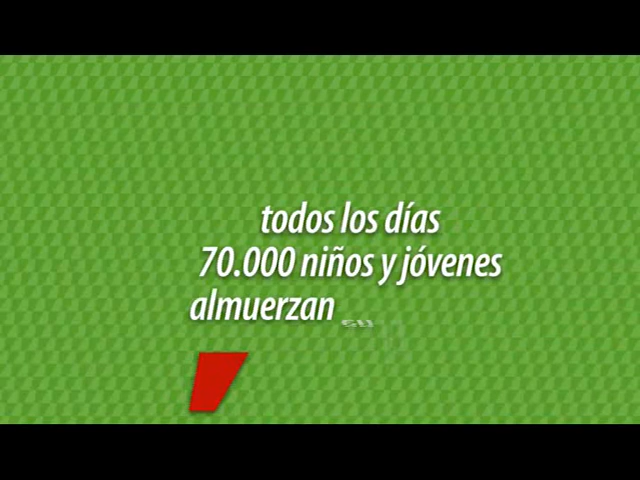 todos los días
70.000 niños y jóvenes
almuerzan